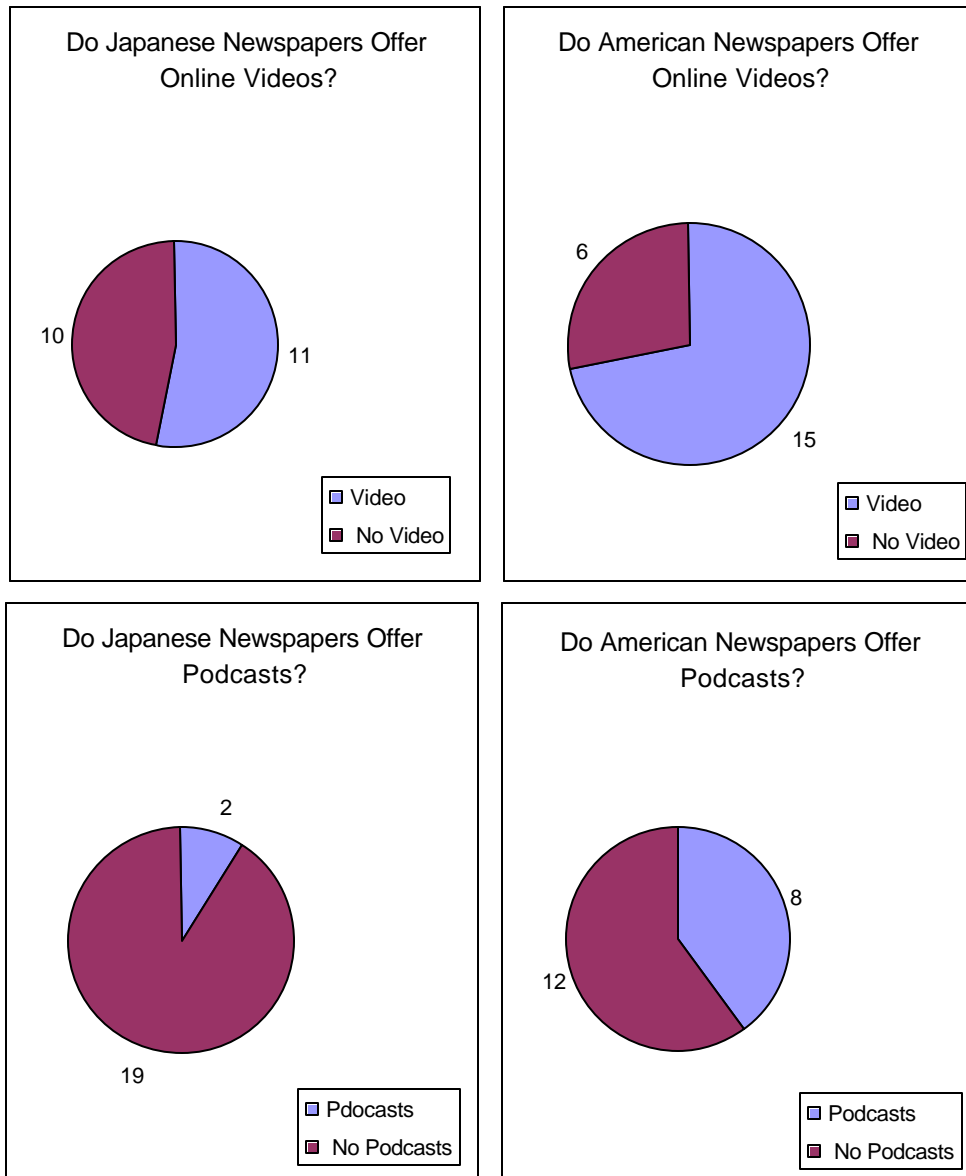 Do Japanese Newspapers Offer
Online Videos?
10
11
Video
No Video
Do American Newspapers Offer
Online Videos?
6
15
Video
No Video
Do Japanese Newspapers Offer
Podcasts?
2
19
Pdocasts
No Podcasts
Do American Newspapers Offer
Podcasts?
8
12
Podcasts
No Podcasts